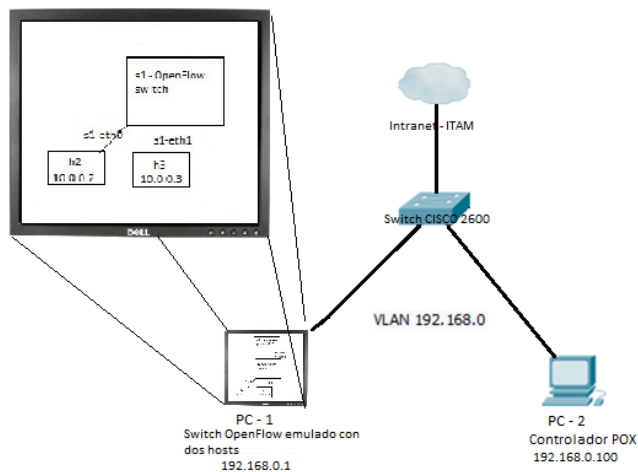 s1 - OpenFlow
switch
s1-eth0
s1-eth1
h2
10.0.0.2
h3
10.0.0.3
DELL
Intranet - ITAM
Switch CISCO 2600
VLAN 192.168.0
PC - 1
Switch OpenFlow emulado con
dos hosts
192.168.0.1
PC - 2
Controlador POX
192.168.0.100